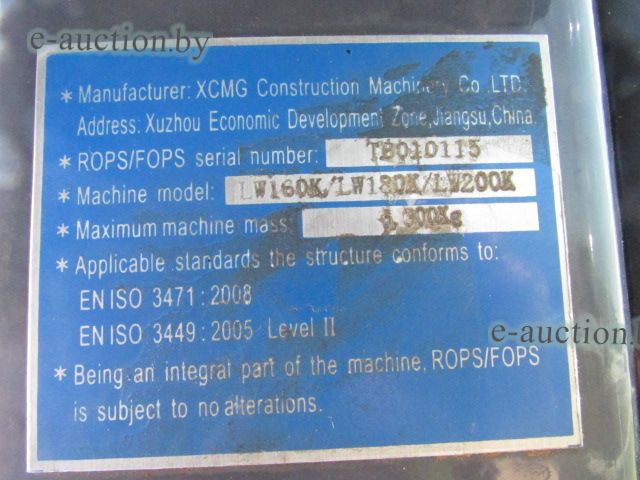 e-auction.by
* Manufacturer: XCMG Construction Machinery Co.,LTD.
Address: Xuzhou Economic Development Zone,Jiangsu,China.
* ROPS/FOPS serial number: TB010115
* Machine model: LW160K/LW180K/LW200K
* Maximum machine mass:
* Applicable standards the structure conforms to:
EN ISO 3471:2008
EN ISO 3449:2005 Level II
e-auction.by
* Being an integral part of the machine, ROPS/FOPS
is subject to no alterations.